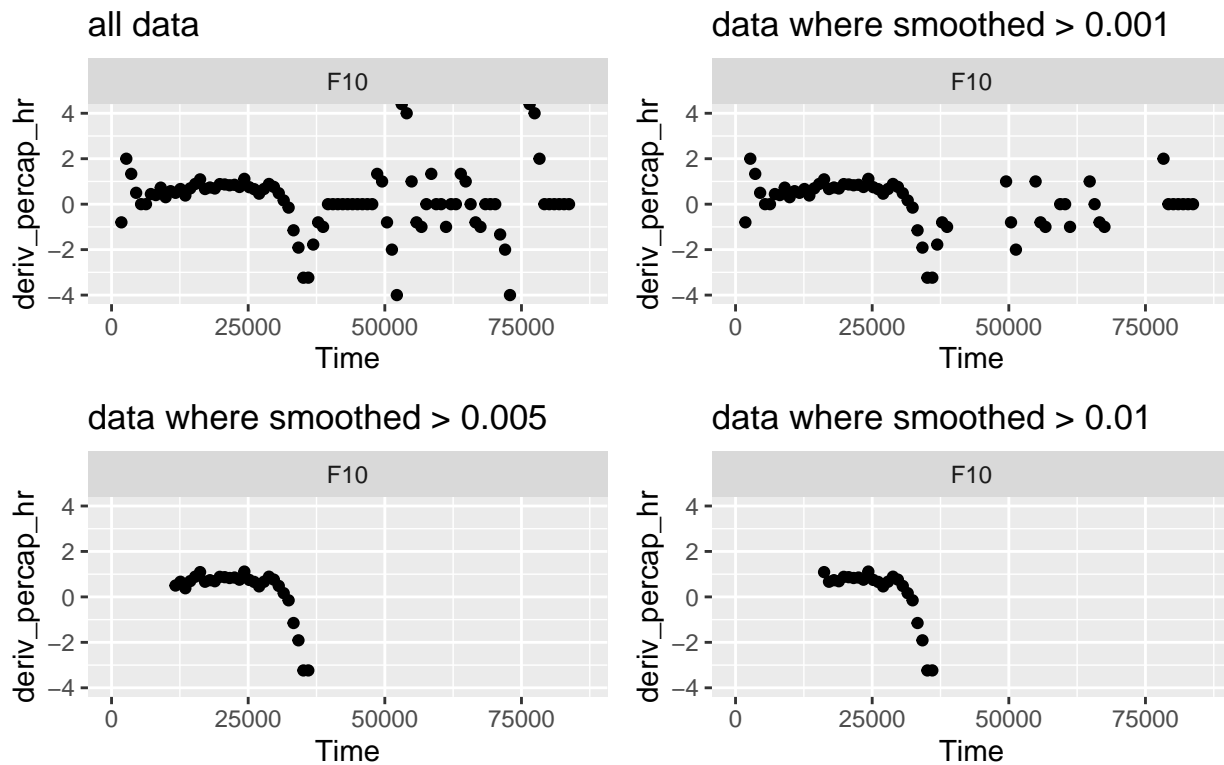 all data
F10
deriv_percap_hr
4
2
0
−2
−4
0
25000
50000
75000
Time
data where smoothed > 0.001
F10
deriv_percap_hr
4
2
0
−2
−4
0
25000
50000
75000
Time
data where smoothed > 0.005
F10
deriv_percap_hr
4
2
0
−2
−4
0
25000
50000
75000
Time
data where smoothed > 0.01
F10
deriv_percap_hr
4
2
0
−2
−4
0
25000
50000
75000
Time